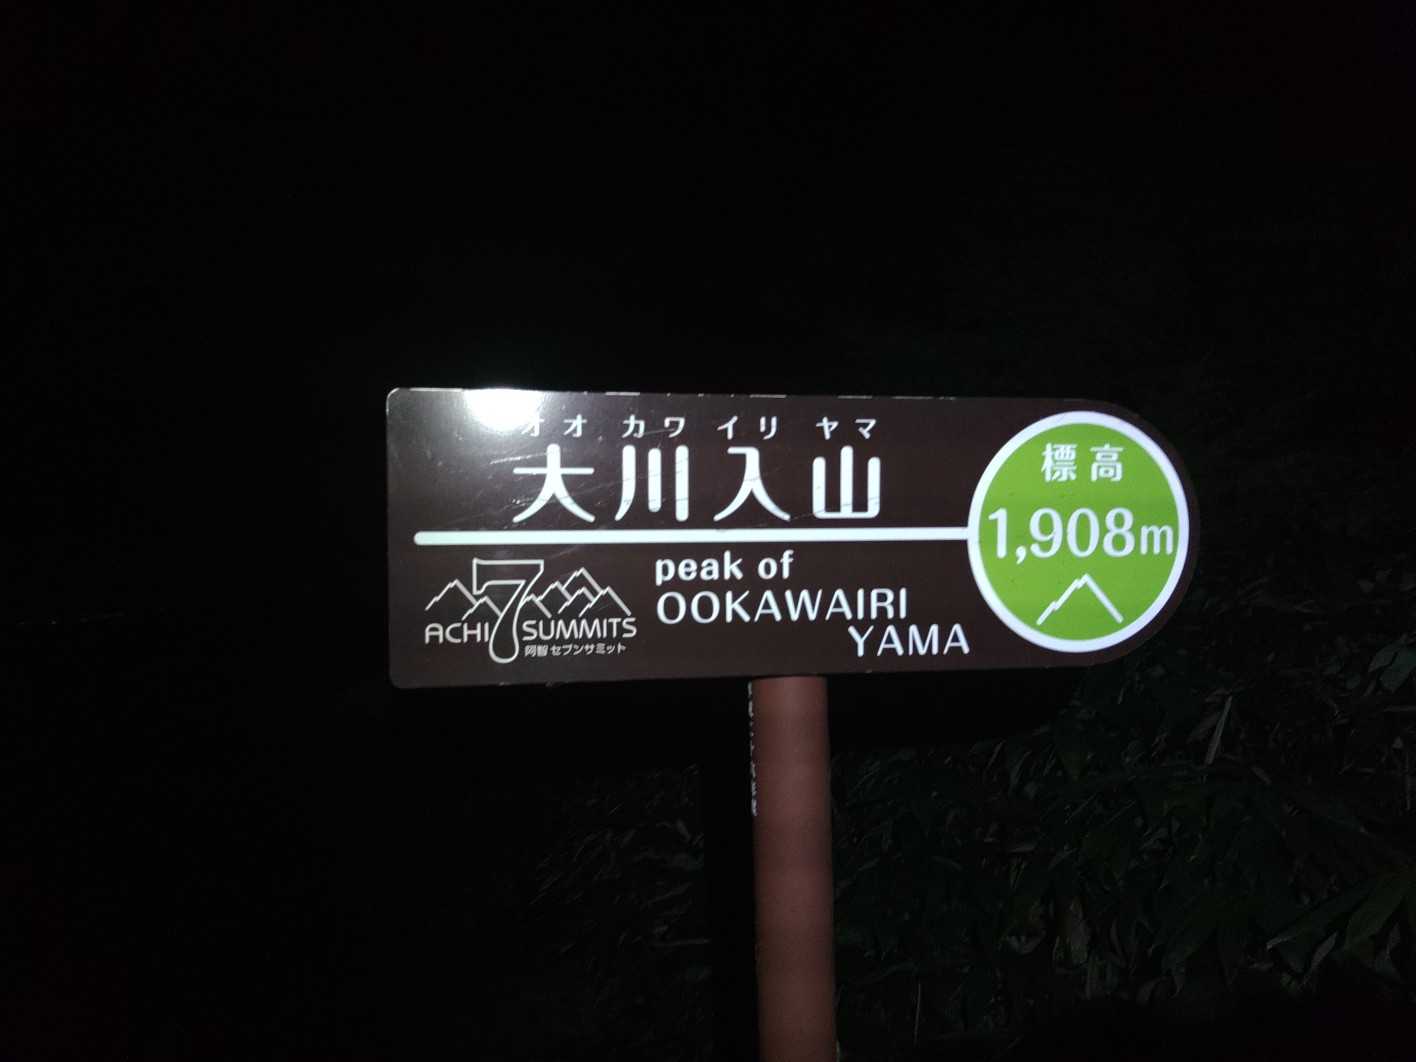 オオカワイリヤマ
大川入山
標高
1,908m
peak of
OOKAWAIRI
YAMA
ACHI 7 SUMMITS
阿智セブンサミット